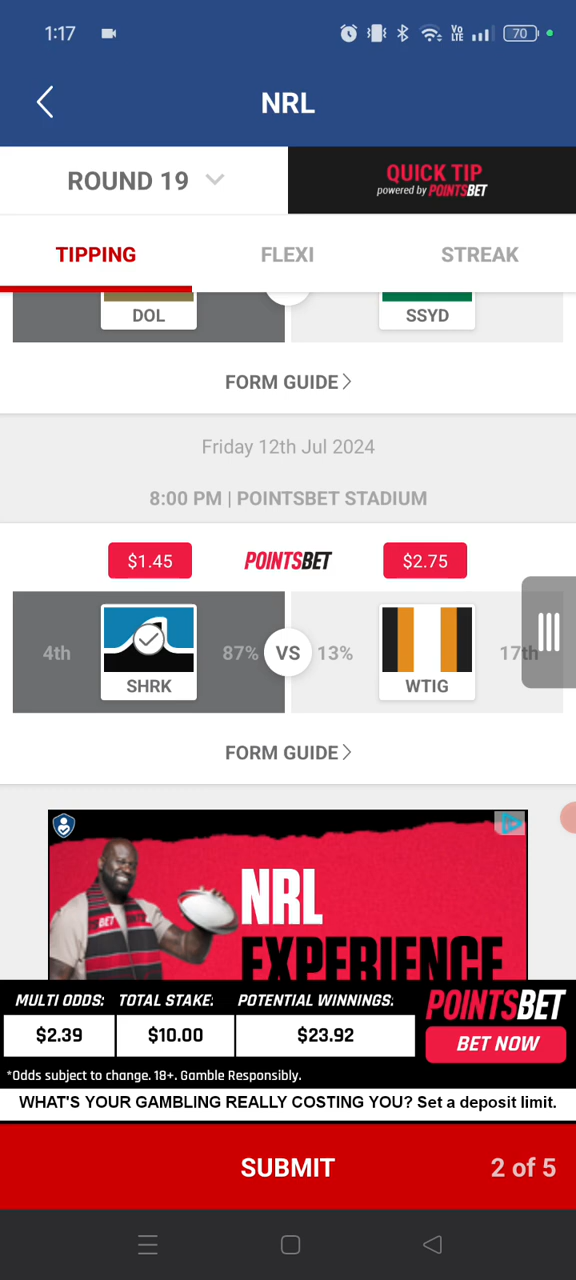 1:17 VoLTE 70
NRL
ROUND 19 QUICK TIP
powered by POINTSBET
TIPPING FLEXI STREAK
DOL SSYD
FORM GUIDE
Friday 12th Jul 2024
8:00 PM | POINTSBET STADIUM
$1.45 POINTSBET $2.75
4th 87% VS 13% 17th
SHRK WTIG
FORM GUIDE
BET
NRL
EXPERIENCE
MULTI ODDS: TOTAL STAKE: POTENTIAL WINNINGS: POINTSBET
$2.39 $10.00 $23.92 BET NOW
*Odds subject to change. 18+. Gamble Responsibly.
WHAT'S YOUR GAMBLING REALLY COSTING YOU? Set a deposit limit.
SUBMIT 2 of 5